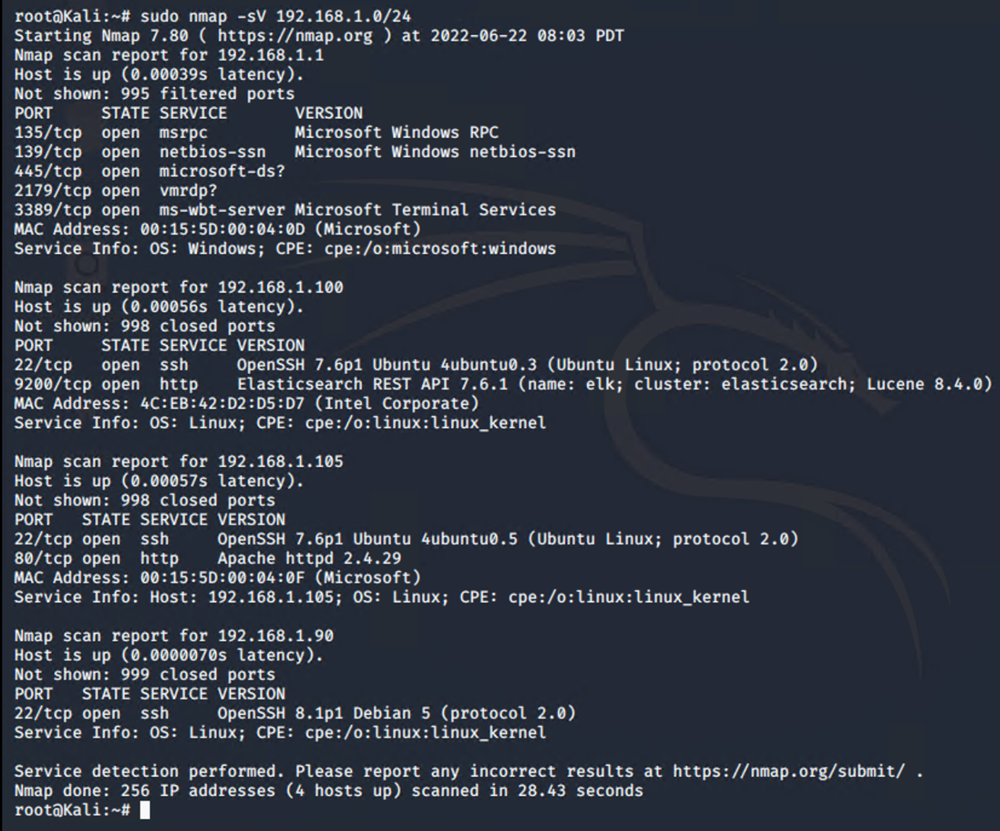 root@Kali:~# sudo nmap -sV 192.168.1.0/24
Starting Nmap 7.80 ( https://nmap.org ) at 2022-06-22 08:03 PDT
Nmap scan report for 192.168.1.1
Host is up (0.00039s latency).
Not shown: 995 filtered ports
PORT     STATE SERVICE       VERSION
135/tcp  open  msrpc         Microsoft Windows RPC
139/tcp  open  netbios-ssn   Microsoft Windows netbios-ssn
445/tcp  open  microsoft-ds?
2179/tcp open  vmrdp?
3389/tcp open  ms-wbt-server Microsoft Terminal Services
MAC Address: 00:15:5D:00:04:0D (Microsoft)
Service Info: OS: Windows; CPE: cpe:/o:microsoft:windows

Nmap scan report for 192.168.1.100
Host is up (0.00056s latency).
Not shown: 998 closed ports
PORT     STATE SERVICE VERSION
22/tcp   open  ssh     OpenSSH 7.6p1 Ubuntu 4ubuntu0.3 (Ubuntu Linux; protocol 2.0)
9200/tcp open  http    Elasticsearch REST API 7.6.1 (name: elk; cluster: elasticsearch; Lucene 8.4.0)
MAC Address: 4C:EB:42:D2:D5:D7 (Intel Corporate)
Service Info: OS: Linux; CPE: cpe:/o:linux:linux_kernel

Nmap scan report for 192.168.1.105
Host is up (0.00057s latency).
Not shown: 998 closed ports
PORT   STATE SERVICE VERSION
22/tcp open  ssh     OpenSSH 7.6p1 Ubuntu 4ubuntu0.5 (Ubuntu Linux; protocol 2.0)
80/tcp open  http    Apache httpd 2.4.29
MAC Address: 00:15:5D:00:04:0F (Microsoft)
Service Info: Host: 192.168.1.105; OS: Linux; CPE: cpe:/o:linux:linux_kernel

Nmap scan report for 192.168.1.90
Host is up (0.0000070s latency).
Not shown: 999 closed ports
PORT   STATE SERVICE VERSION
22/tcp open  ssh     OpenSSH 8.1p1 Debian 5 (protocol 2.0)
Service Info: OS: Linux; CPE: cpe:/o:linux:linux_kernel

Service detection performed. Please report any incorrect results at https://nmap.org/submit/ .
Nmap done: 256 IP addresses (4 hosts up) scanned in 28.43 seconds
root@Kali:~#